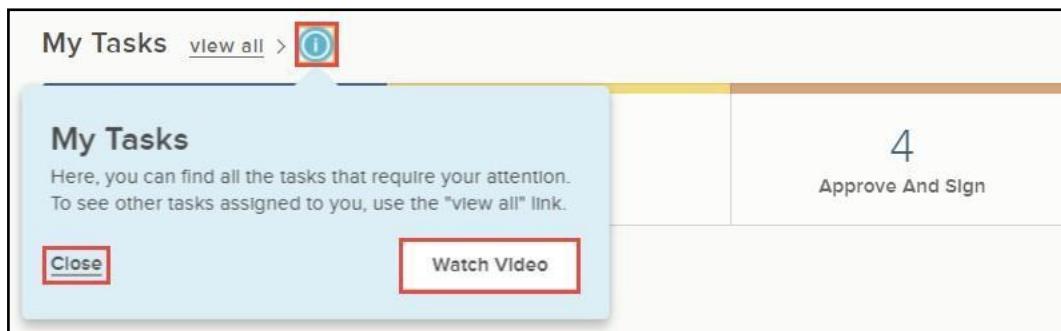 My Tasks view all > i
My Tasks
Here, you can find all the tasks that require your attention.
To see other tasks assigned to you, use the "view all" link.
Close Watch Video
4
Approve And Sign